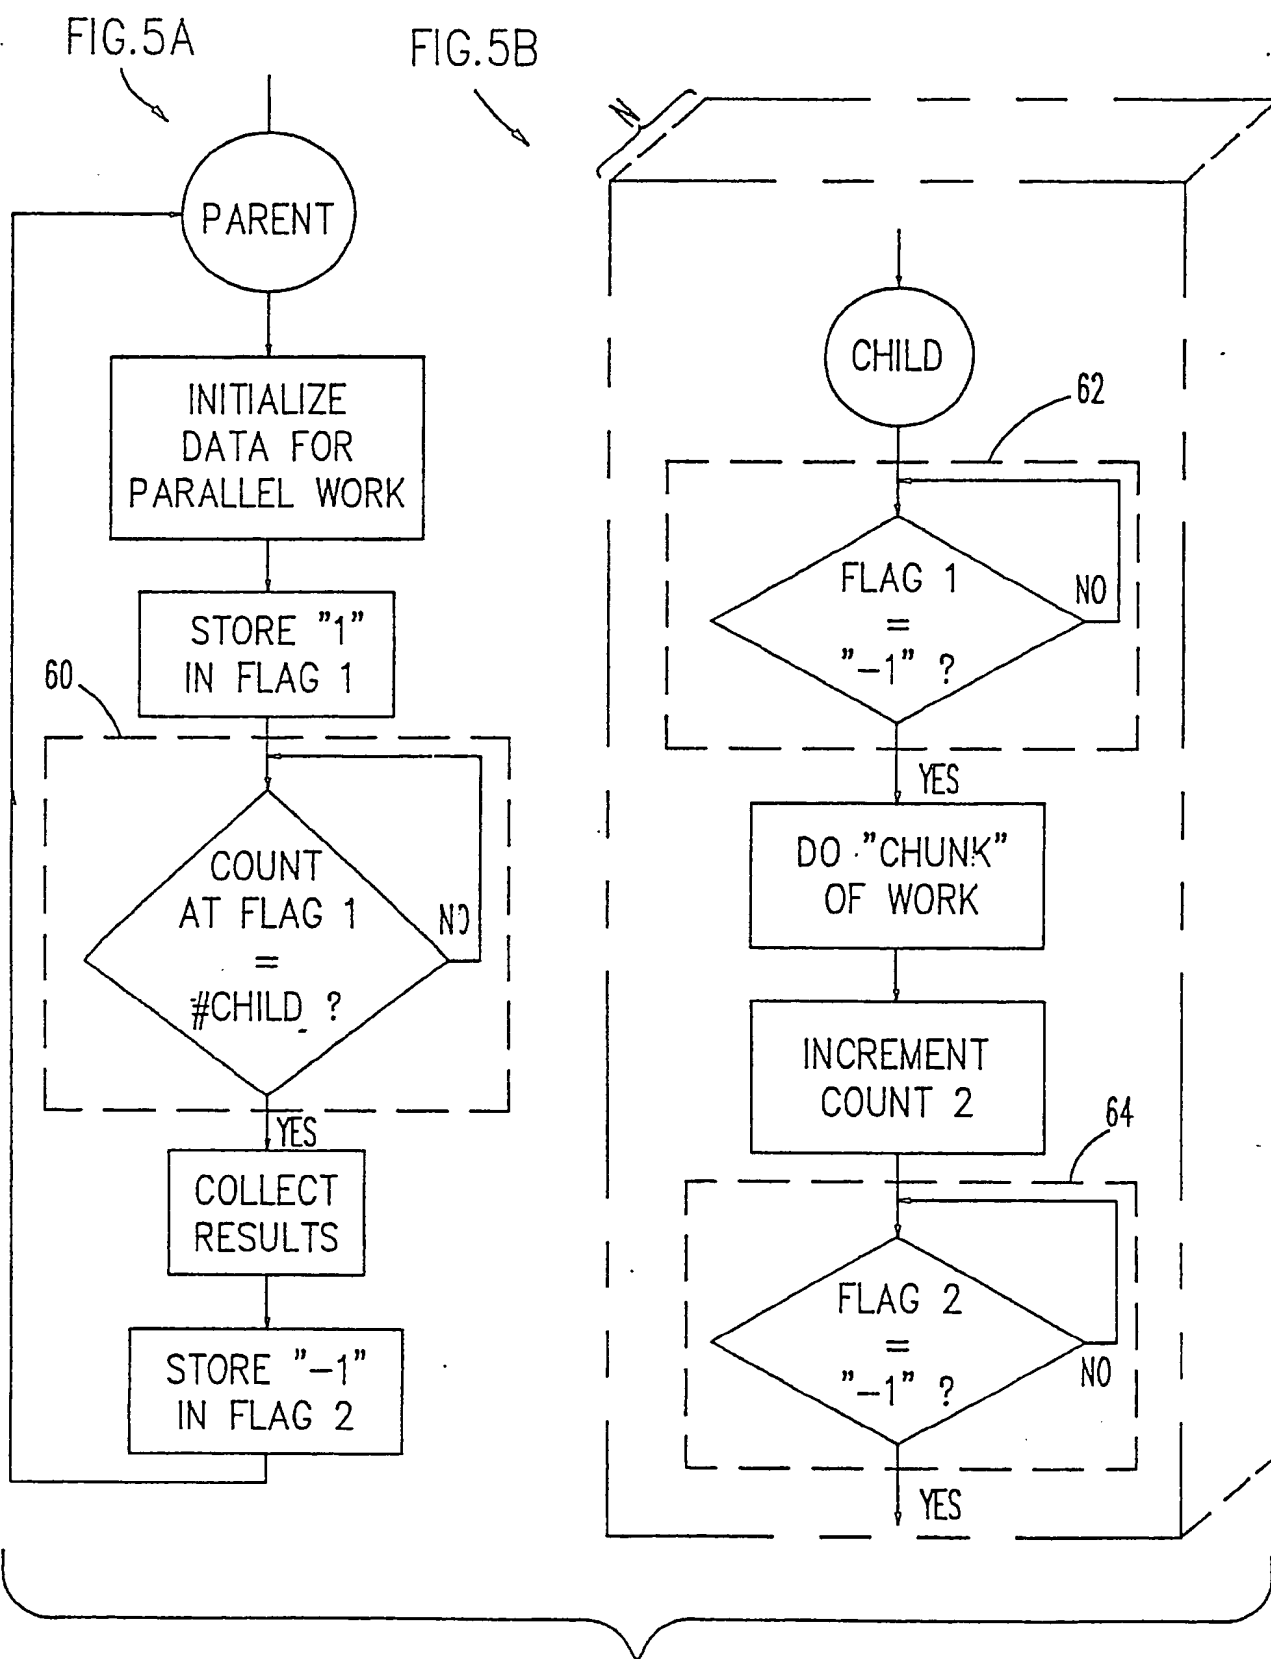 FIG.5A
PARENT
INITIALIZE
DATA FOR
PARALLEL WORK
STORE "1"
IN FLAG 1
60
COUNT
AT FLAG 1
=
#CHILD ?
NO
YES
COLLECT
RESULTS
STORE "-1"
IN FLAG 2
FIG.5B
N
CHILD
62
FLAG 1
=
"-1" ?
NO
YES
DO "CHUNK"
OF WORK
INCREMENT
COUNT 2
64
FLAG 2
=
"-1" ?
NO
YES